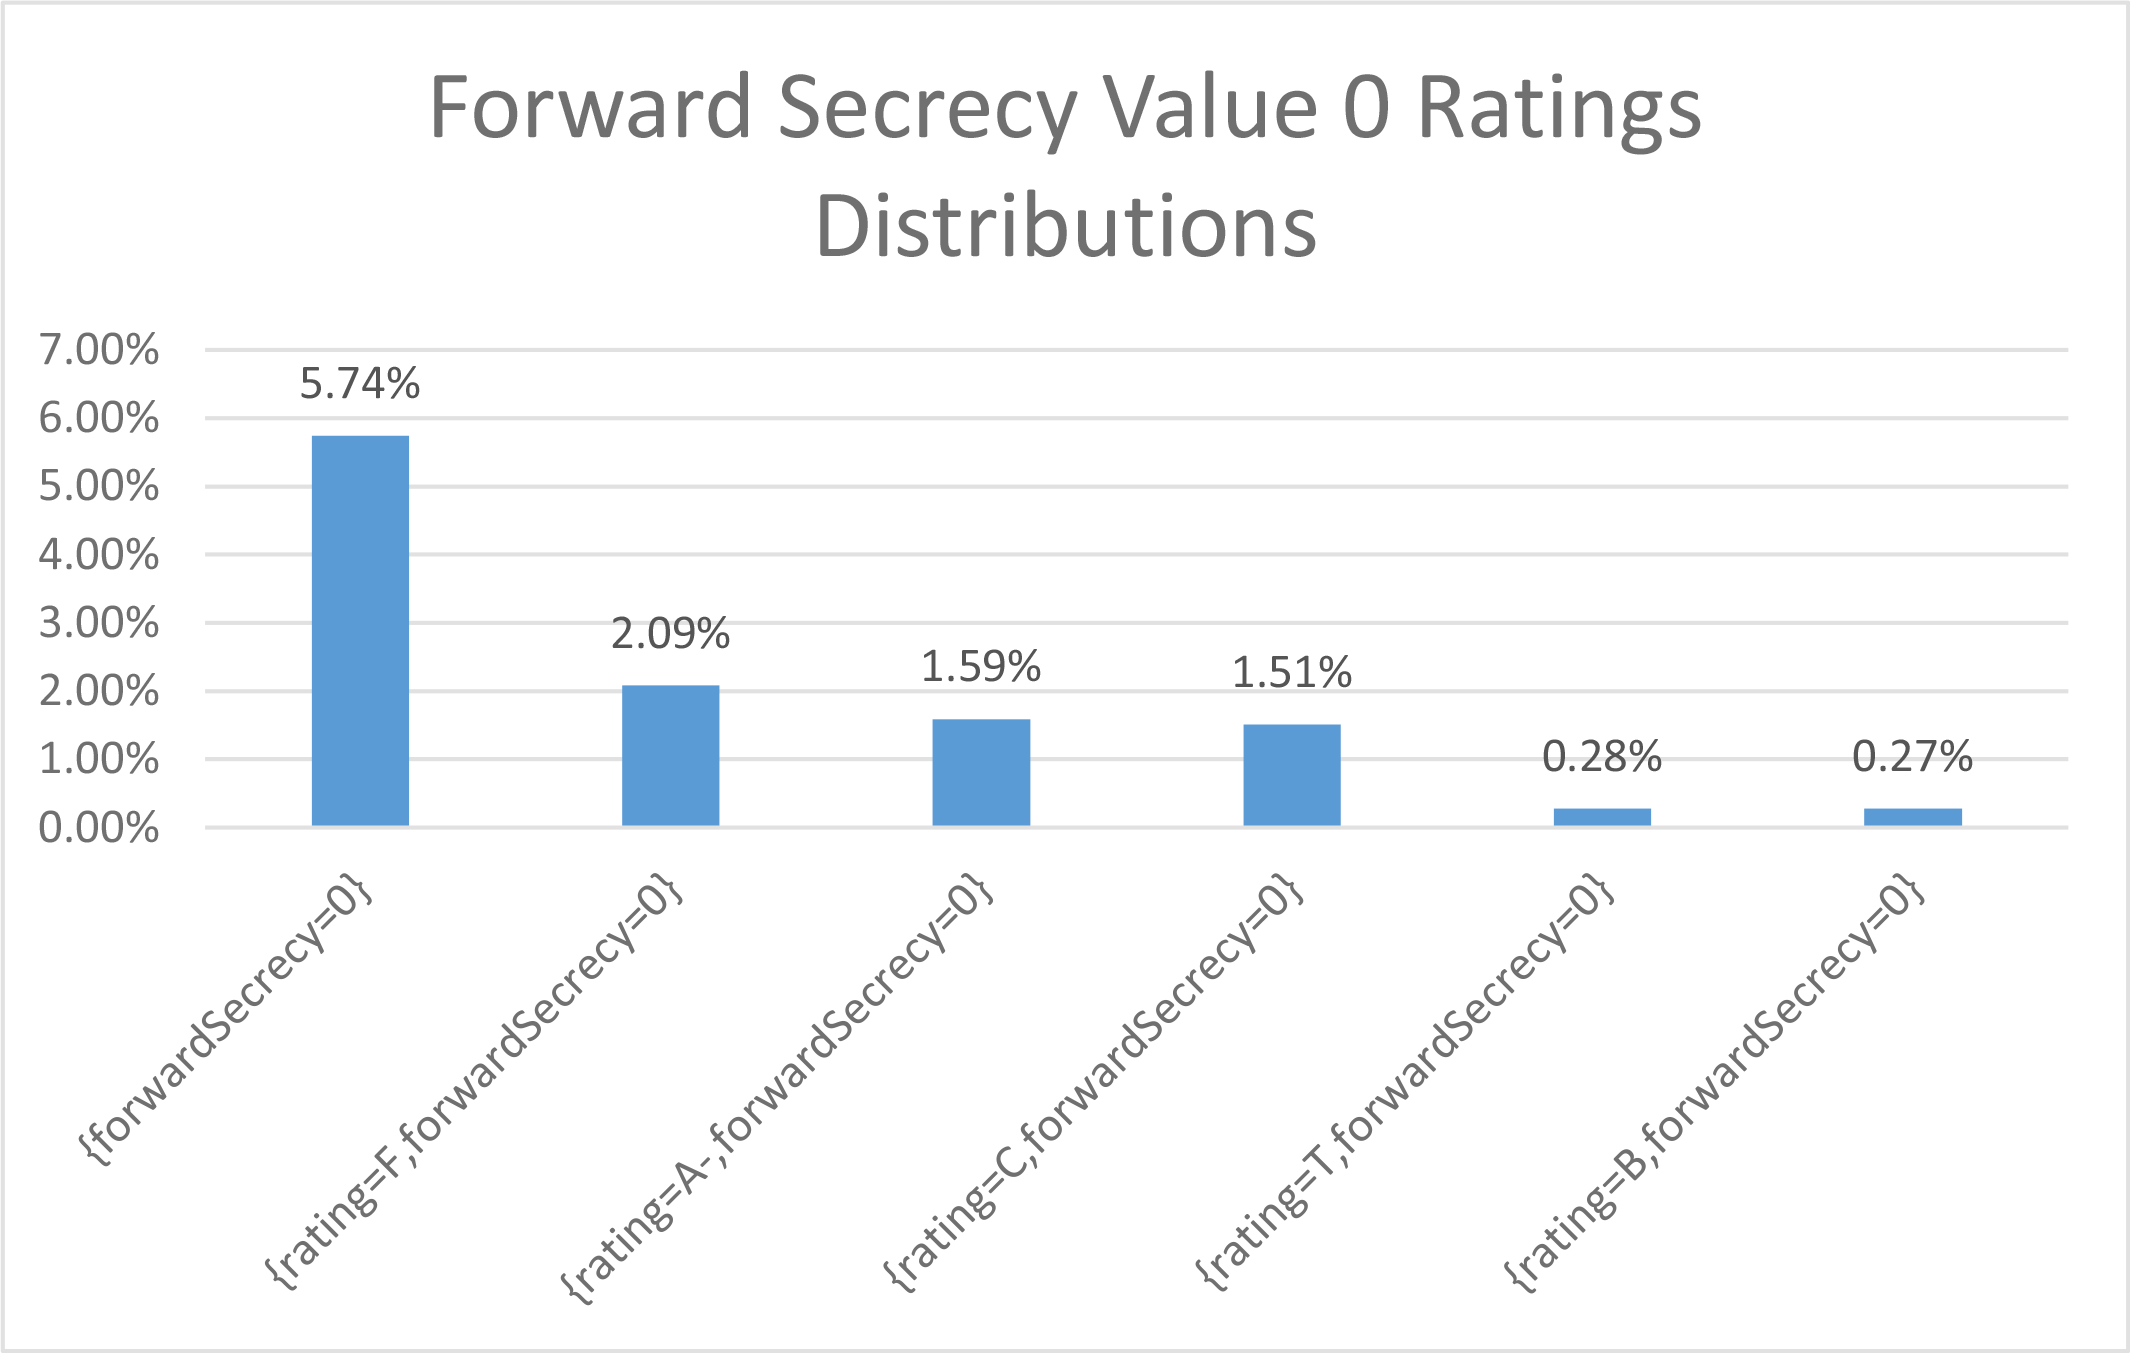 Forward Secrecy Value 0 Ratings
Distributions
7.00%
6.00%
5.00%
4.00%
3.00%
2.00%
1.00%
0.00%
5.74%
2.09%
1.59%
1.51%
0.28%
0.27%
{forwardSecrecy=0}
{rating=F,forwardSecrecy=0}
{rating=A-,forwardSecrecy=0}
{rating=C,forwardSecrecy=0}
{rating=T,forwardSecrecy=0}
{rating=B,forwardSecrecy=0}